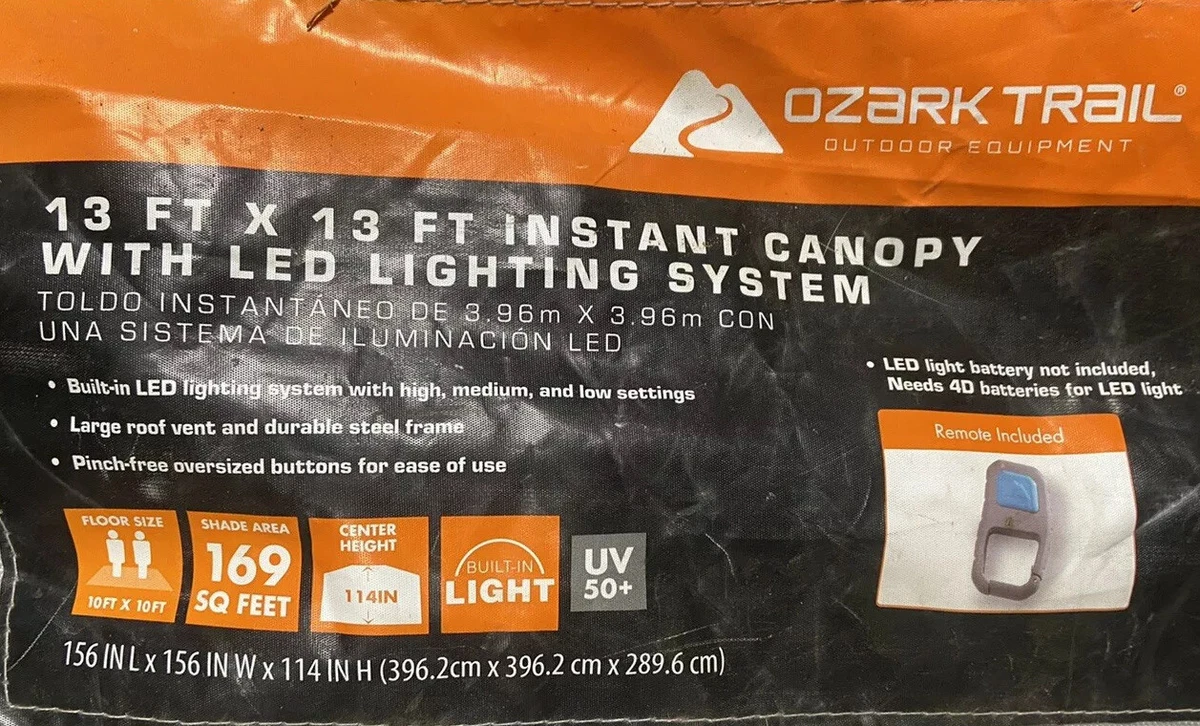 OZARK TRAIL®
OUTDOOR EQUIPMENT
13 FT X 13 FT INSTANT CANOPY
WITH LED LIGHTING SYSTEM
TOLDO INSTANTÁNEO DE 3.96m X 3.96m CON
UNA SISTEMA DE ILUMINACIÓN LED
• Built-in LED lighting system with high, medium, and low settings
• Large roof vent and durable steel frame
• Pinch-free oversized buttons for ease of use
• LED light battery not included,
Needs 4D batteries for LED light
Remote Included
FLOOR SIZE
10FT X 10FT
SHADE AREA
169
SQ FEET
CENTER
HEIGHT
114IN
BUILT-IN
LIGHT
UV
50+
156 IN L x 156 IN W x 114 IN H (396.2cm x 396.2 cm x 289.6 cm)